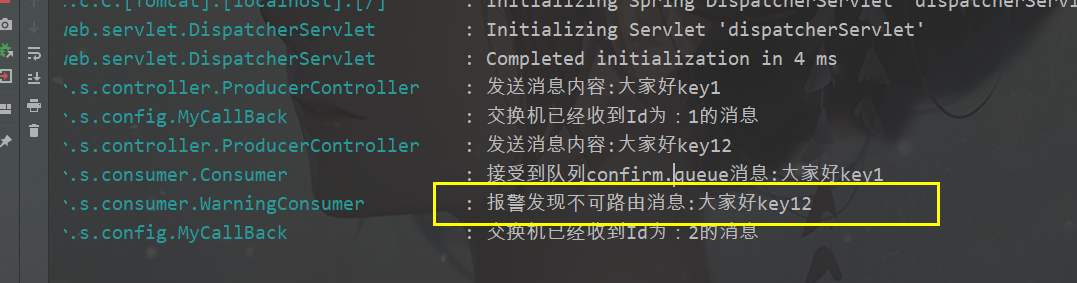 .c.c.[Tomcat].[localhost].[/] : Initializing Spring DispatcherServlet 'dispatcherServlet'
web.servlet.DispatcherServlet : Initializing Servlet 'dispatcherServlet'
web.servlet.DispatcherServlet : Completed initialization in 4 ms
r.s.controller.ProducerController : 发送消息内容:大家好key1
r.s.config.MyCallBack : 交换机已经收到Id为：1的消息
r.s.controller.ProducerController : 发送消息内容:大家好key12
r.s.consumer.Consumer : 接受到队列confirm.queue消息:大家好key1
r.s.consumer.WarningConsumer : 报警发现不可路由消息:大家好key12
r.s.config.MyCallBack : 交换机已经收到Id为：2的消息